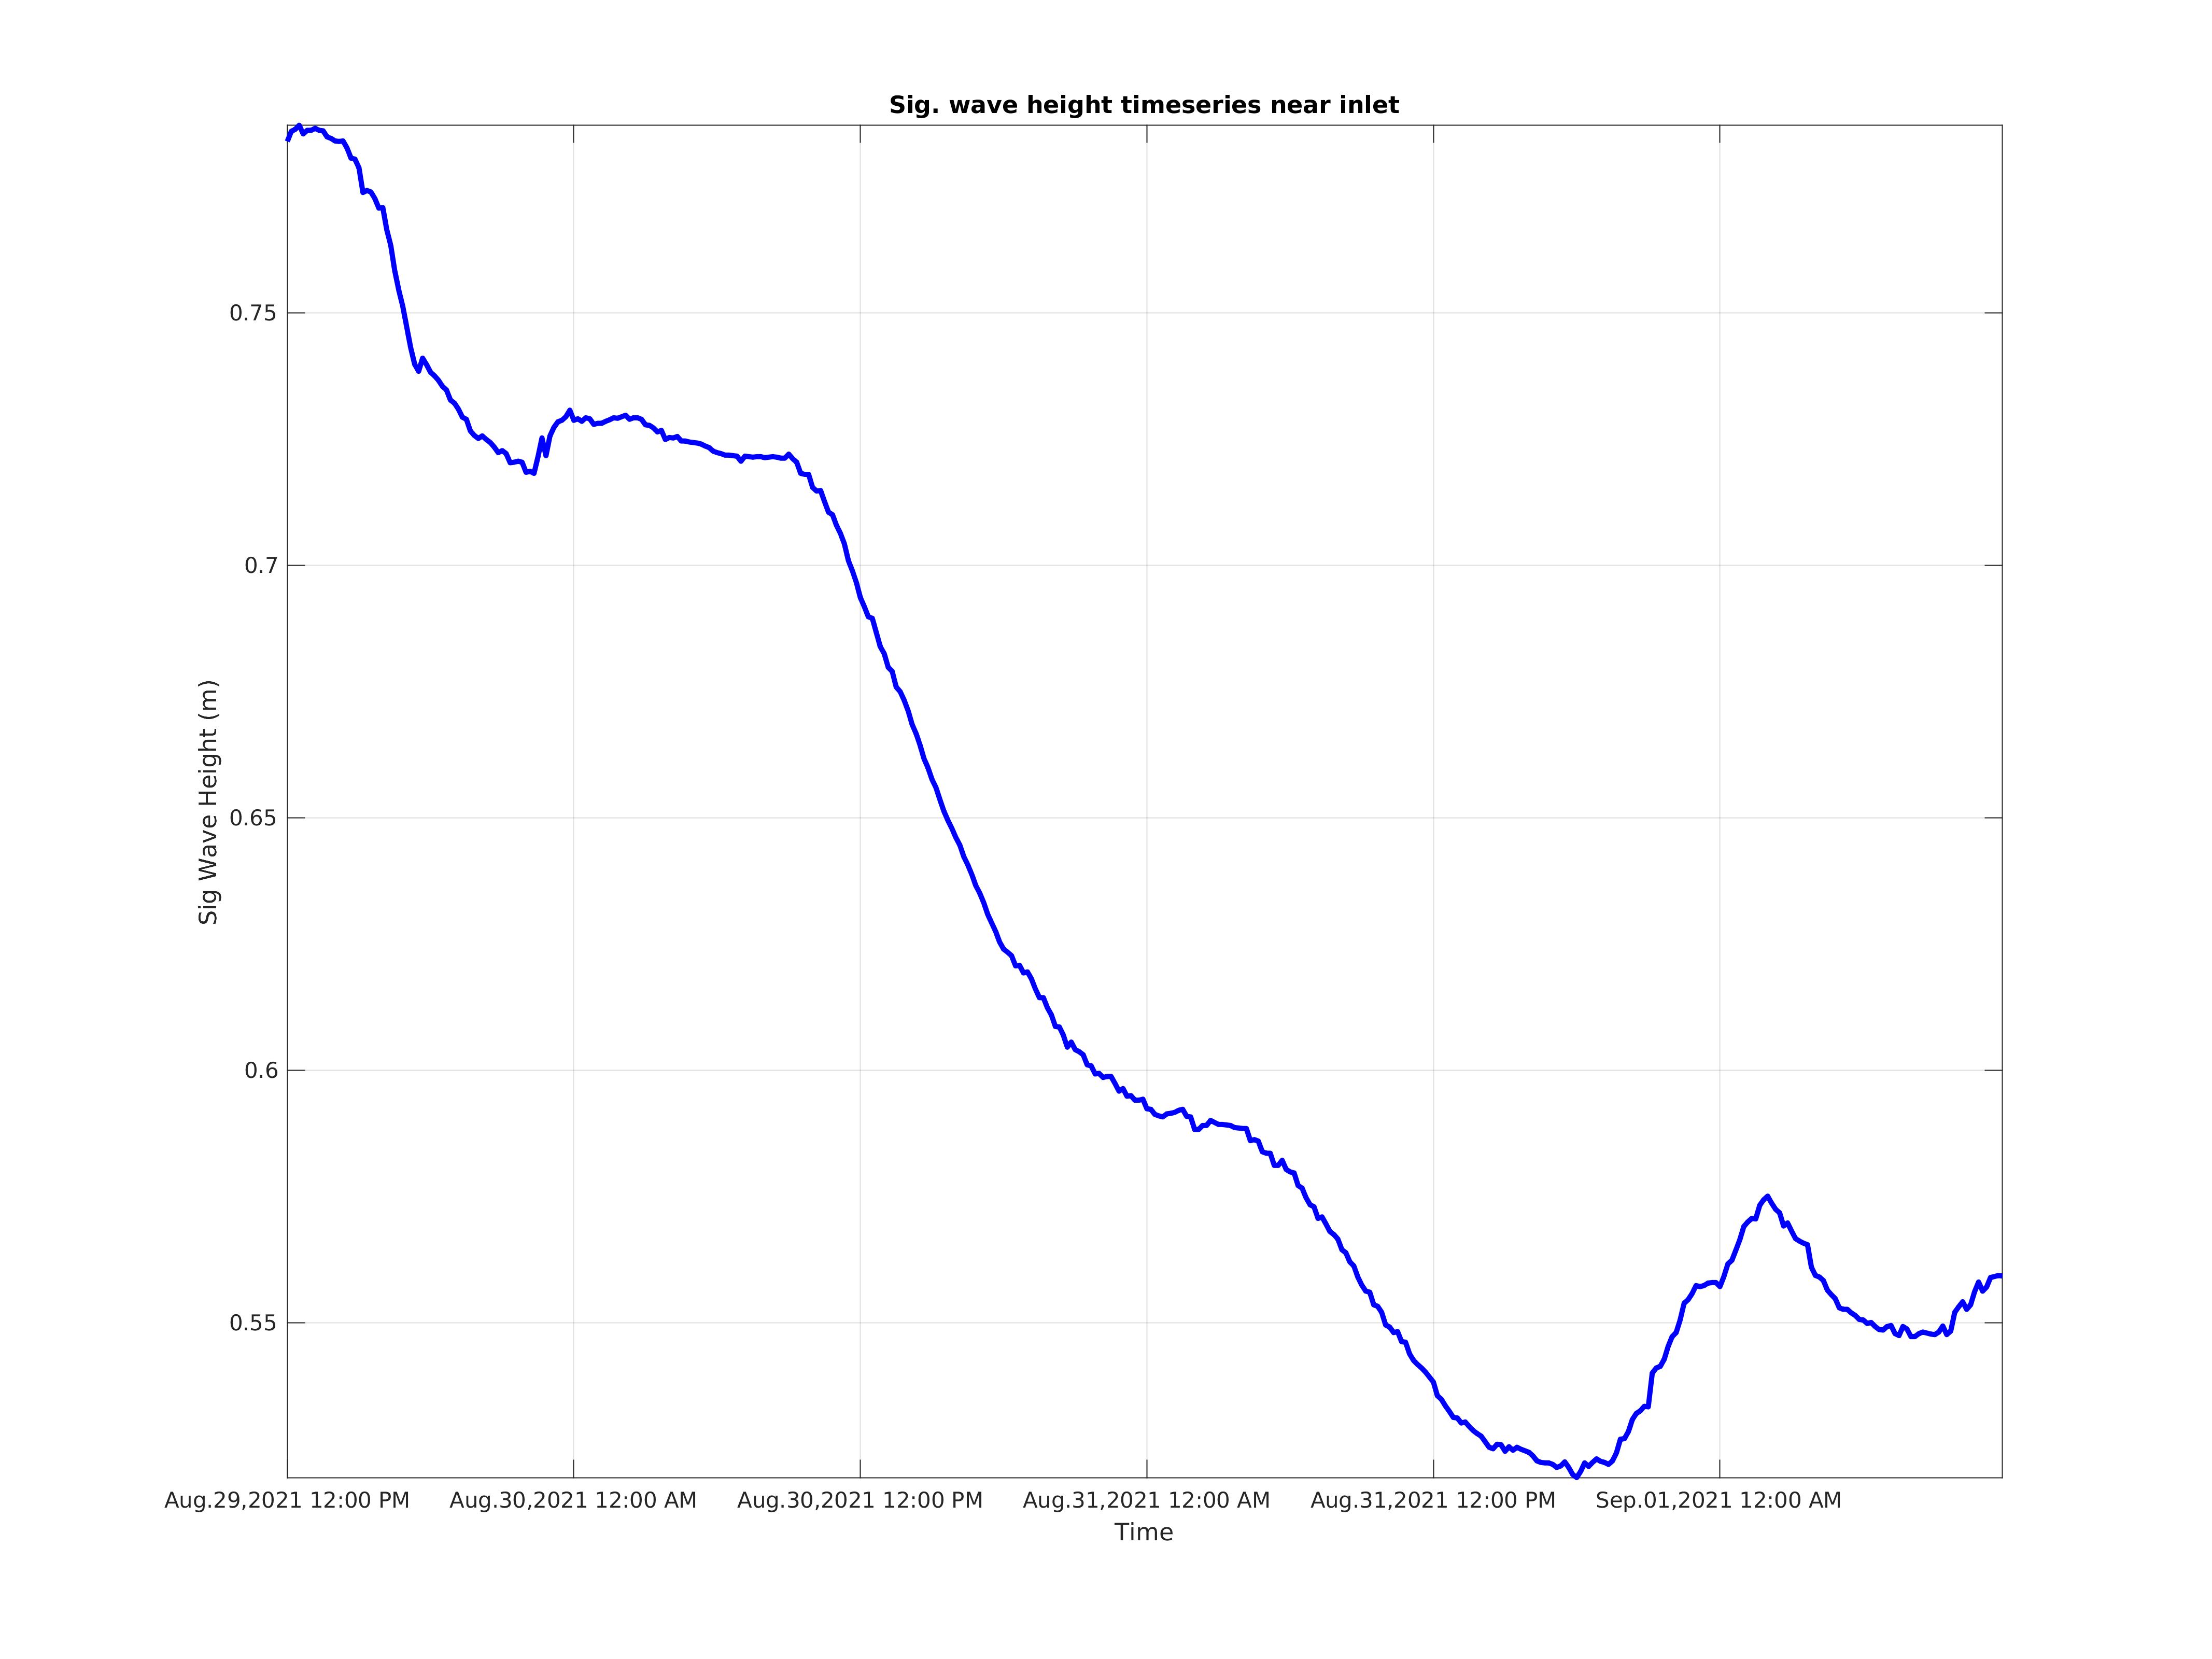 Sig. wave height timeseries near inlet
0.75
0.7
0.65
0.6
0.55
Sig Wave Height (m)
Aug.29,2021 12:00 PM Aug.30,2021 12:00 AM Aug.30,2021 12:00 PM Aug.31,2021 12:00 AM Aug.31,2021 12:00 PM Sep.01,2021 12:00 AM
Time